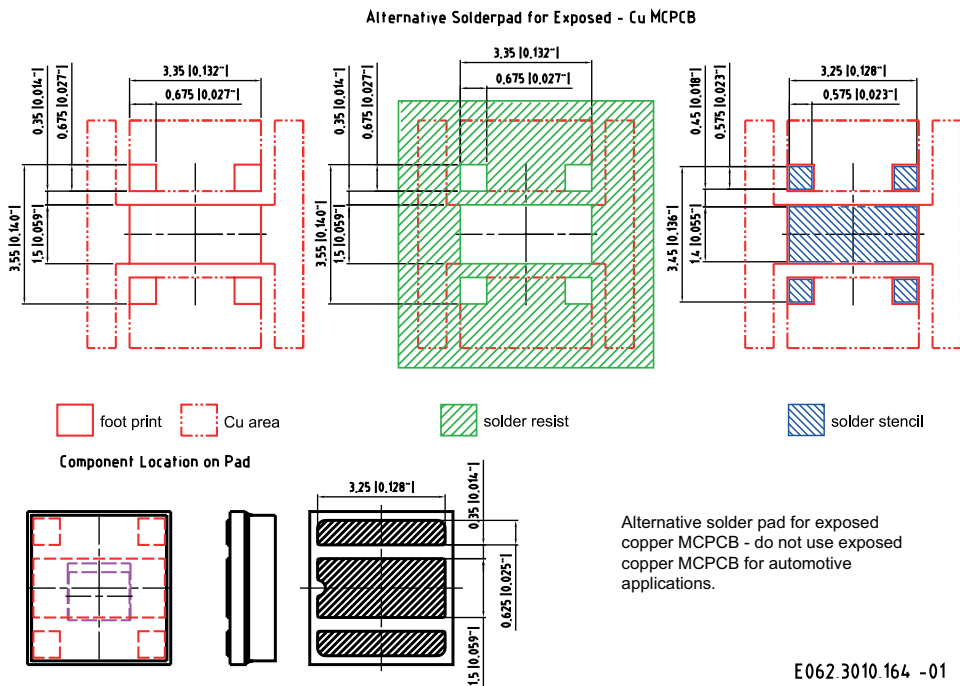 Alternative Solderpad for Exposed - Cu MCPCB
3,35 |0.132"|
0,675 |0.027"|
0,35 |0.014"|
0,675 |0.027"|
3,55 |0.140"|
1,5 |0.059"|
3,35 |0.132"|
0,675 |0.027"|
0,35 |0.014"|
0,675 |0.027"|
3,55 |0.140"|
1,5 |0.059"|
3,25 |0.128"|
0,575 |0.023"|
0,45 |0.018"|
0,575 |0.023"|
3,45 |0.136"|
1,4 |0.055"|
foot print
Cu area
solder resist
solder stencil
Component Location on Pad
3,25 |0.128"|
0,35 |0.014"|
0,625 |0.025"|
1,5 |0.059"|
Alternative solder pad for exposed
copper MCPCB - do not use exposed
copper MCPCB for automotive
applications.
E062.3010.164 -01